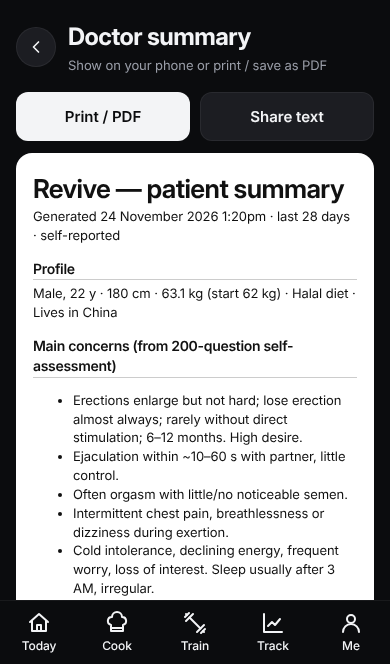 Doctor summary
Show on your phone or print / save as PDF
Print / PDF
Share text
Revive — patient summary
Generated 24 November 2026 1:20pm · last 28 days
· self-reported
Profile
Male, 22 y · 180 cm · 63.1 kg (start 62 kg) · Halal diet ·
Lives in China
Main concerns (from 200-question self-
assessment)
• Erections enlarge but not hard; lose erection
almost always; rarely without direct
stimulation; 6–12 months. High desire.
• Ejaculation within ~10–60 s with partner, little
control.
• Often orgasm with little/no noticeable semen.
• Intermittent chest pain, breathlessness or
dizziness during exertion.
• Cold intolerance, declining energy, frequent
worry, loss of interest. Sleep usually after 3
AM, irregular.
Today
Cook
Train
Track
Me